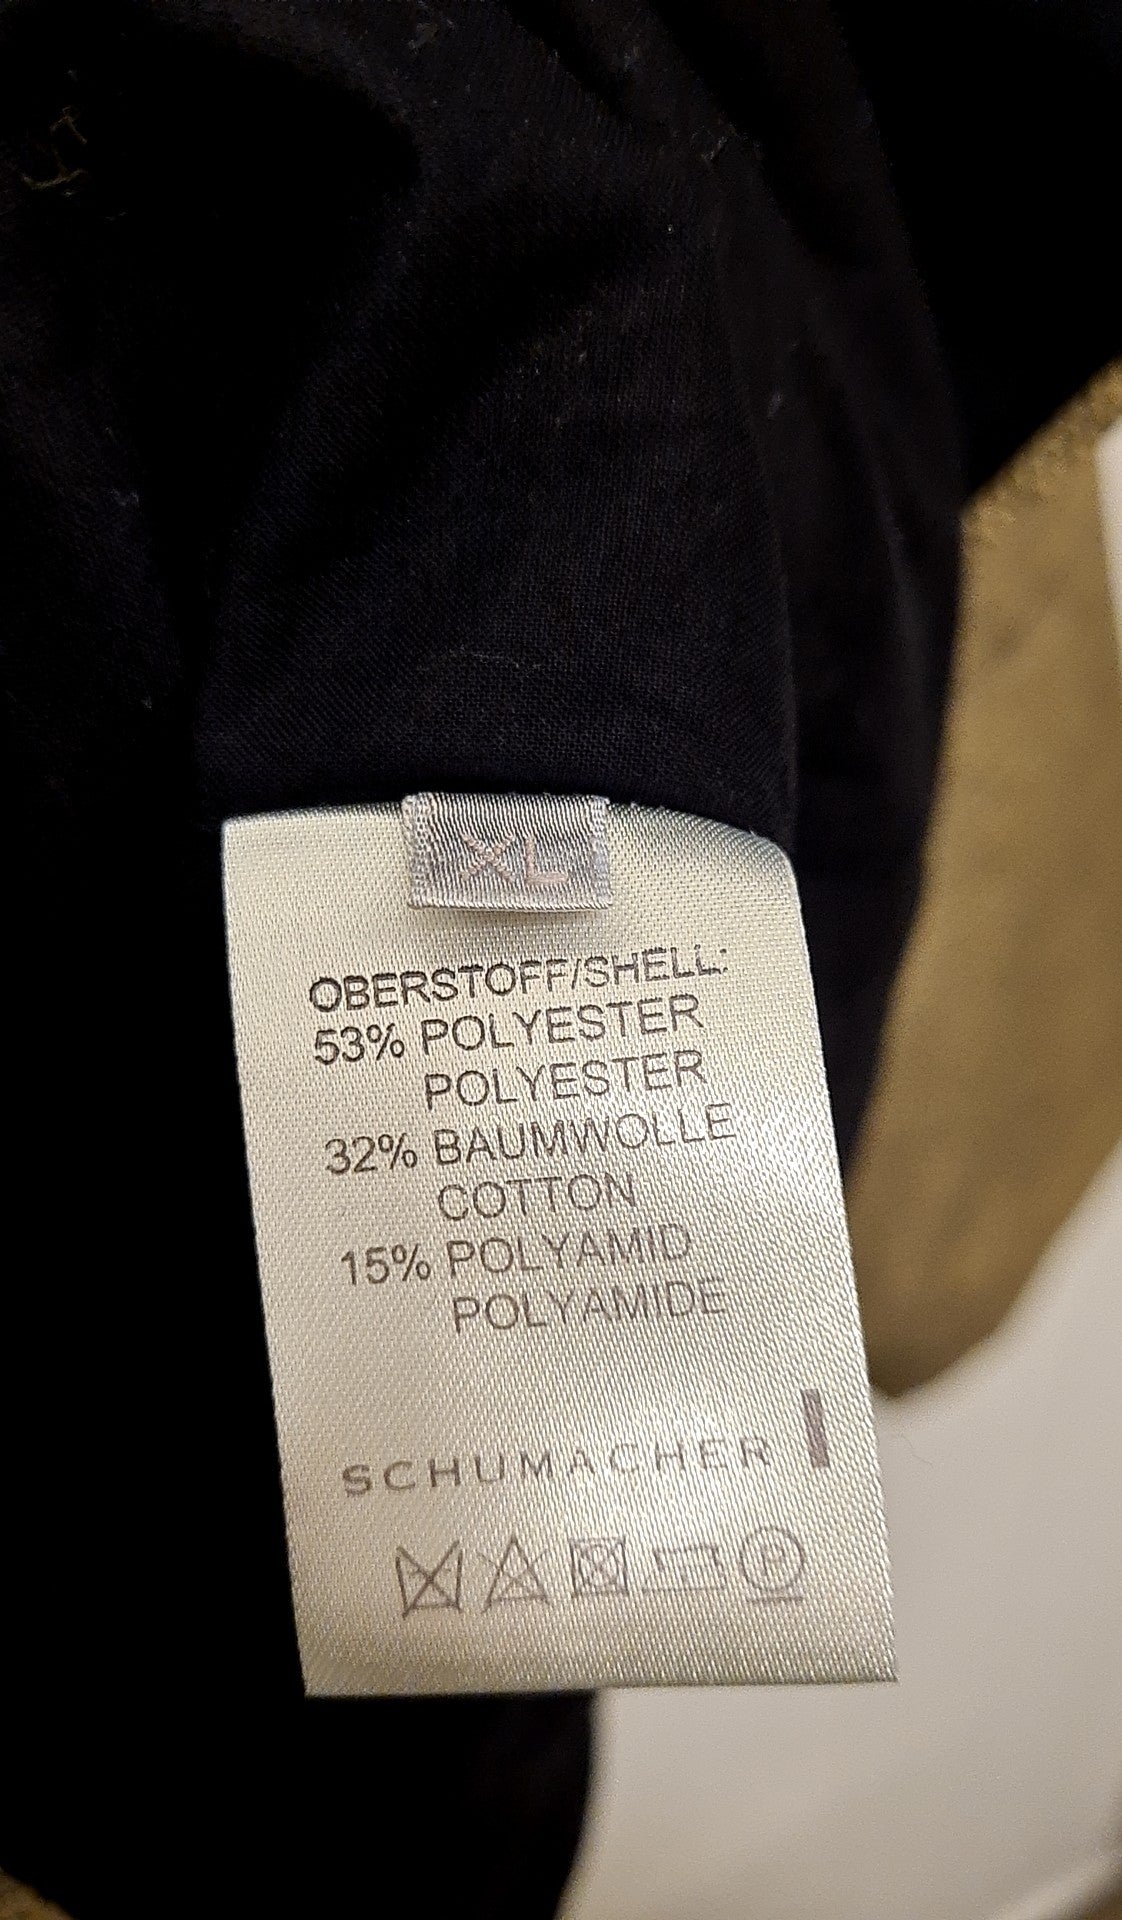 XL
OBERSTOFF/SHELL:
53% POLYESTER
POLYESTER
32% BAUMWOLLE
COTTON
15% POLYAMID
POLYAMIDE
SCHUMACHER
P